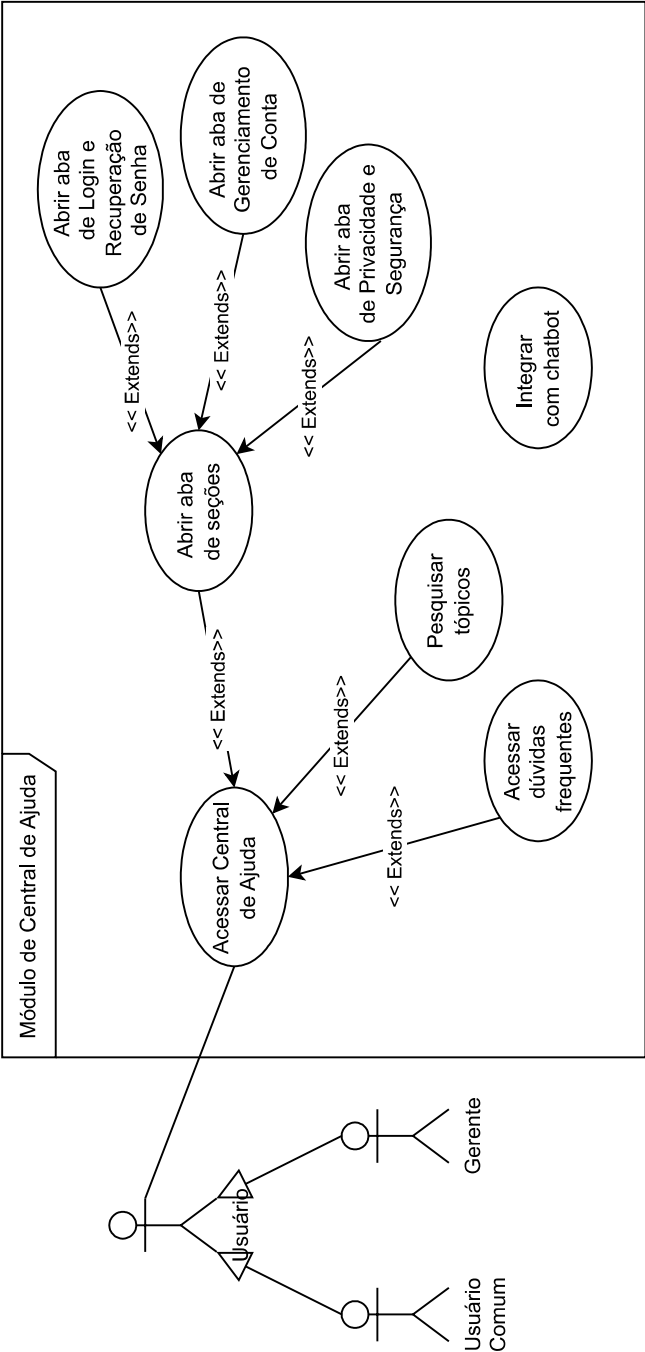 Módulo de Central de Ajuda
Usuário
Usuário
Comum
Gerente
Acessar Central
de Ajuda
<< Extends>>
<< Extends>>
<< Extends>>
Abrir aba
de seções
Pesquisar
tópicos
Acessar
dúvidas
frequentes
<< Extends>>
<< Extends>>
<< Extends>>
Abrir aba
de Login e
Recuperação
de Senha
Abrir aba de
Gerenciamento
de Conta
Abrir aba
de Privacidade e
Segurança
Integrar
com chatbot